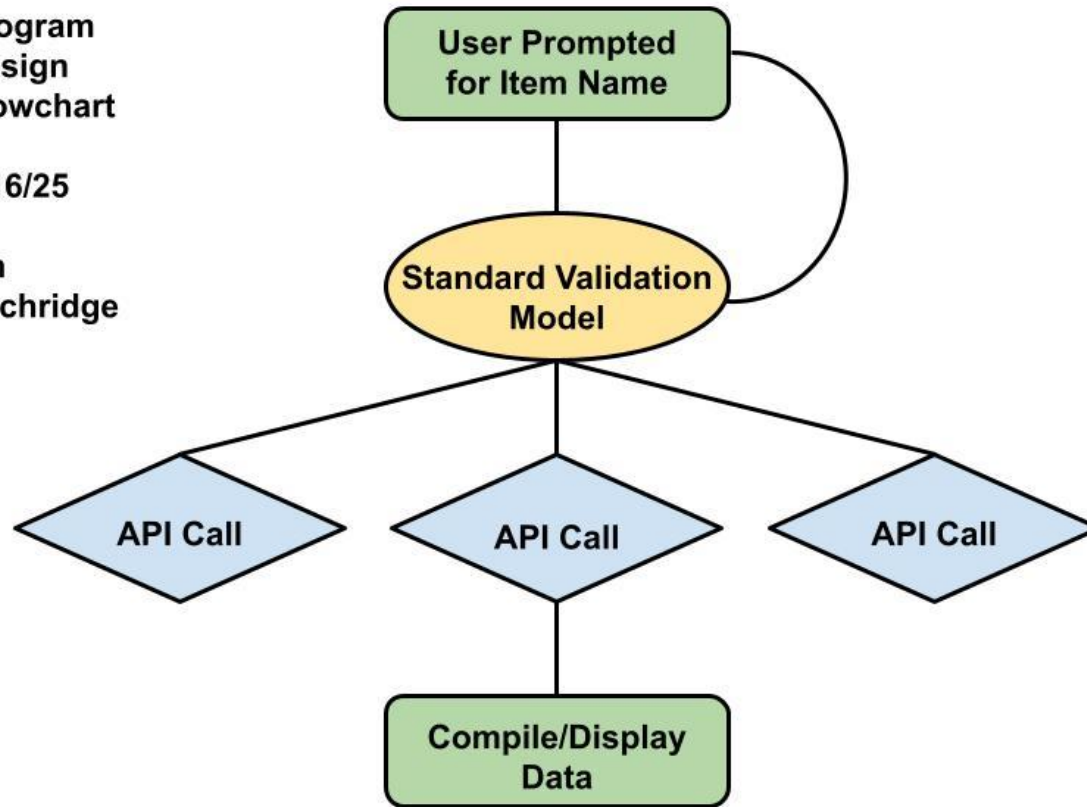 ogram
sign
owchart
6/25
n
chridge
User Prompted
for Item Name
Standard Validation
Model
API Call
API Call
API Call
Compile/Display
Data